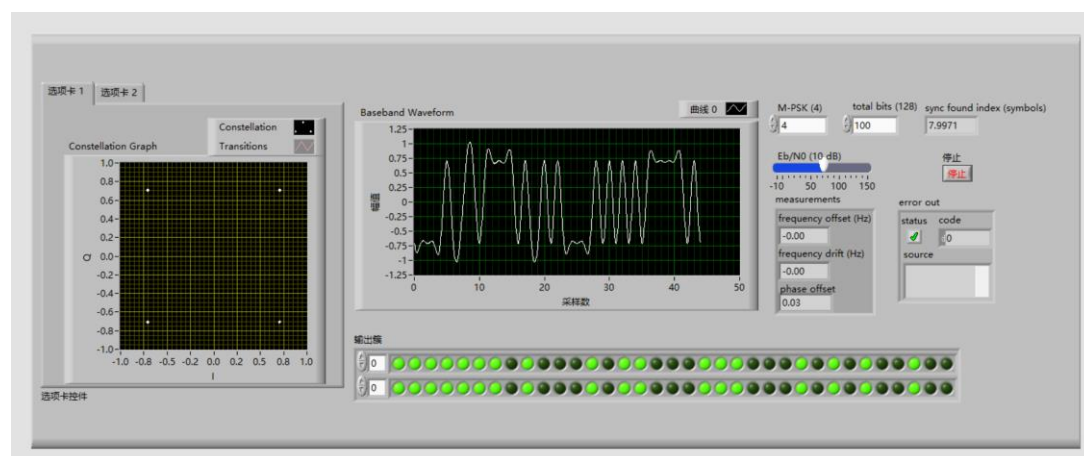 选项卡 1
选项卡 2
Constellation
Constellation Graph
Transitions
1.0
0.8
0.6
0.4
0.2
Q
0.0
-0.2
-0.4
-0.6
-0.8
-1.0
-1.0 -0.8 -0.5 -0.2 0.0 0.2 0.5 0.8 1.0
I
选项卡控件
Baseband Waveform
曲线 0
1.25
1
0.75
0.5
0.25
幅值
0
-0.25
-0.5
-0.75
-1
-1.25
0 10 20 30 40 50
采样数
M-PSK (4)
total bits (128)
sync found index (symbols)
4
100
7.9971
Eb/N0 (10 dB)
-10 50 100 150
停止
停止
measurements
frequency offset (Hz)
-0.00
frequency drift (Hz)
-0.00
phase offset
0.03
error out
status code
0
source
输出簇
0
0